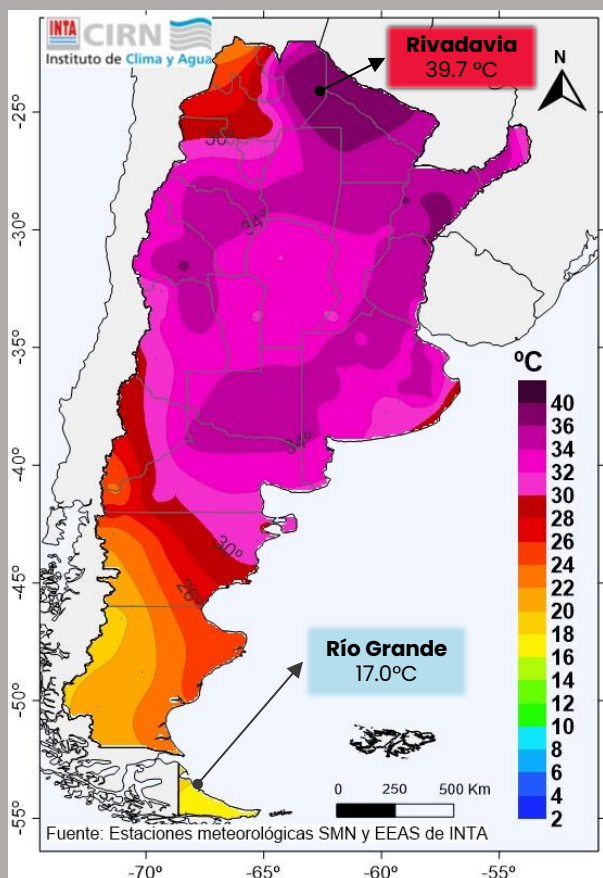 INTA CIRN
Instituto de Clima y Agua
Rivadavia
39.7 °C
N
-25°
-30°
-35°
-40°
-45°
-50°
-55°
30°
34°
34°
30°
26°
ºC
40
36
34
32
30
28
26
24
22
20
18
16
14
12
10
8
6
4
2
Río Grande
17.0ºC
0 250 500 Km
Fuente: Estaciones meteorológicas SMN y EEAS de INTA
-70° -65° -60° -55°